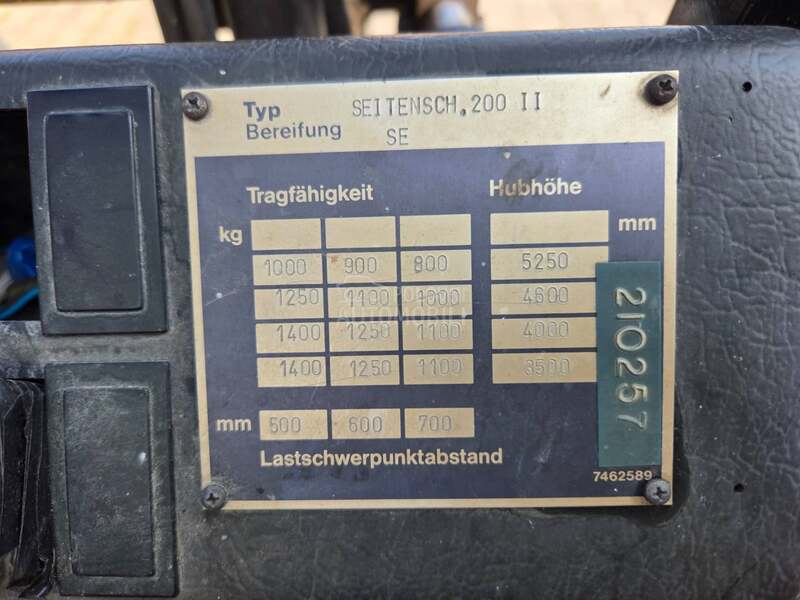 Typ SEITENSCH.200 II
Bereifung SE
Tragfähigkeit Hubhöhe
kg mm
1000 900 800 5250
1250 1100 1000 4600
1400 1250 1100 4000
1400 1250 1100 3500
mm 500 600 700
Lastschwerpunktabstand
7462589
210257